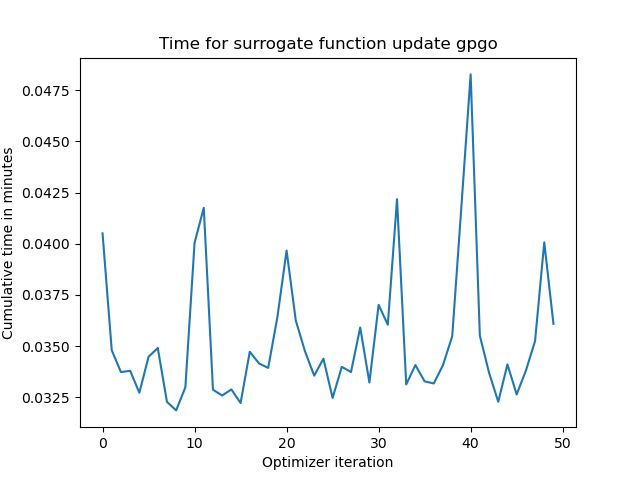 Time for surrogate function update gpgo
Cumulative time in minutes
0.0475
0.0450
0.0425
0.0400
0.0375
0.0350
0.0325
0 10 20 30 40 50
Optimizer iteration